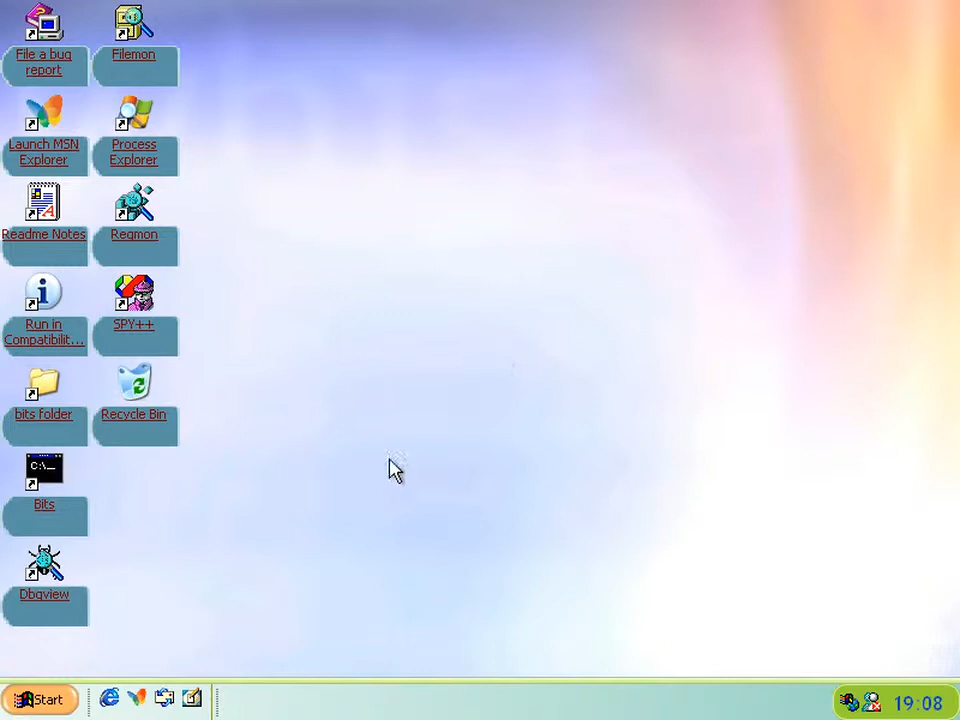 File a bug
report
Filemon
Launch MSN
Explorer
Process
Explorer
Readme Notes
Regmon
Run in
Compatibilit...
SPY++
bits folder
Recycle Bin
C:\_
Bits
Dbgview
Start
19:08